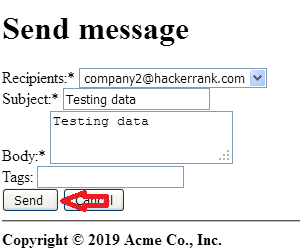 Send message
Recipients:* company2@hackerrank.com
Subject:* Testing data
Testing data
Body:*
Tags:
Send Cancel
Copyright © 2019 Acme Co., Inc.